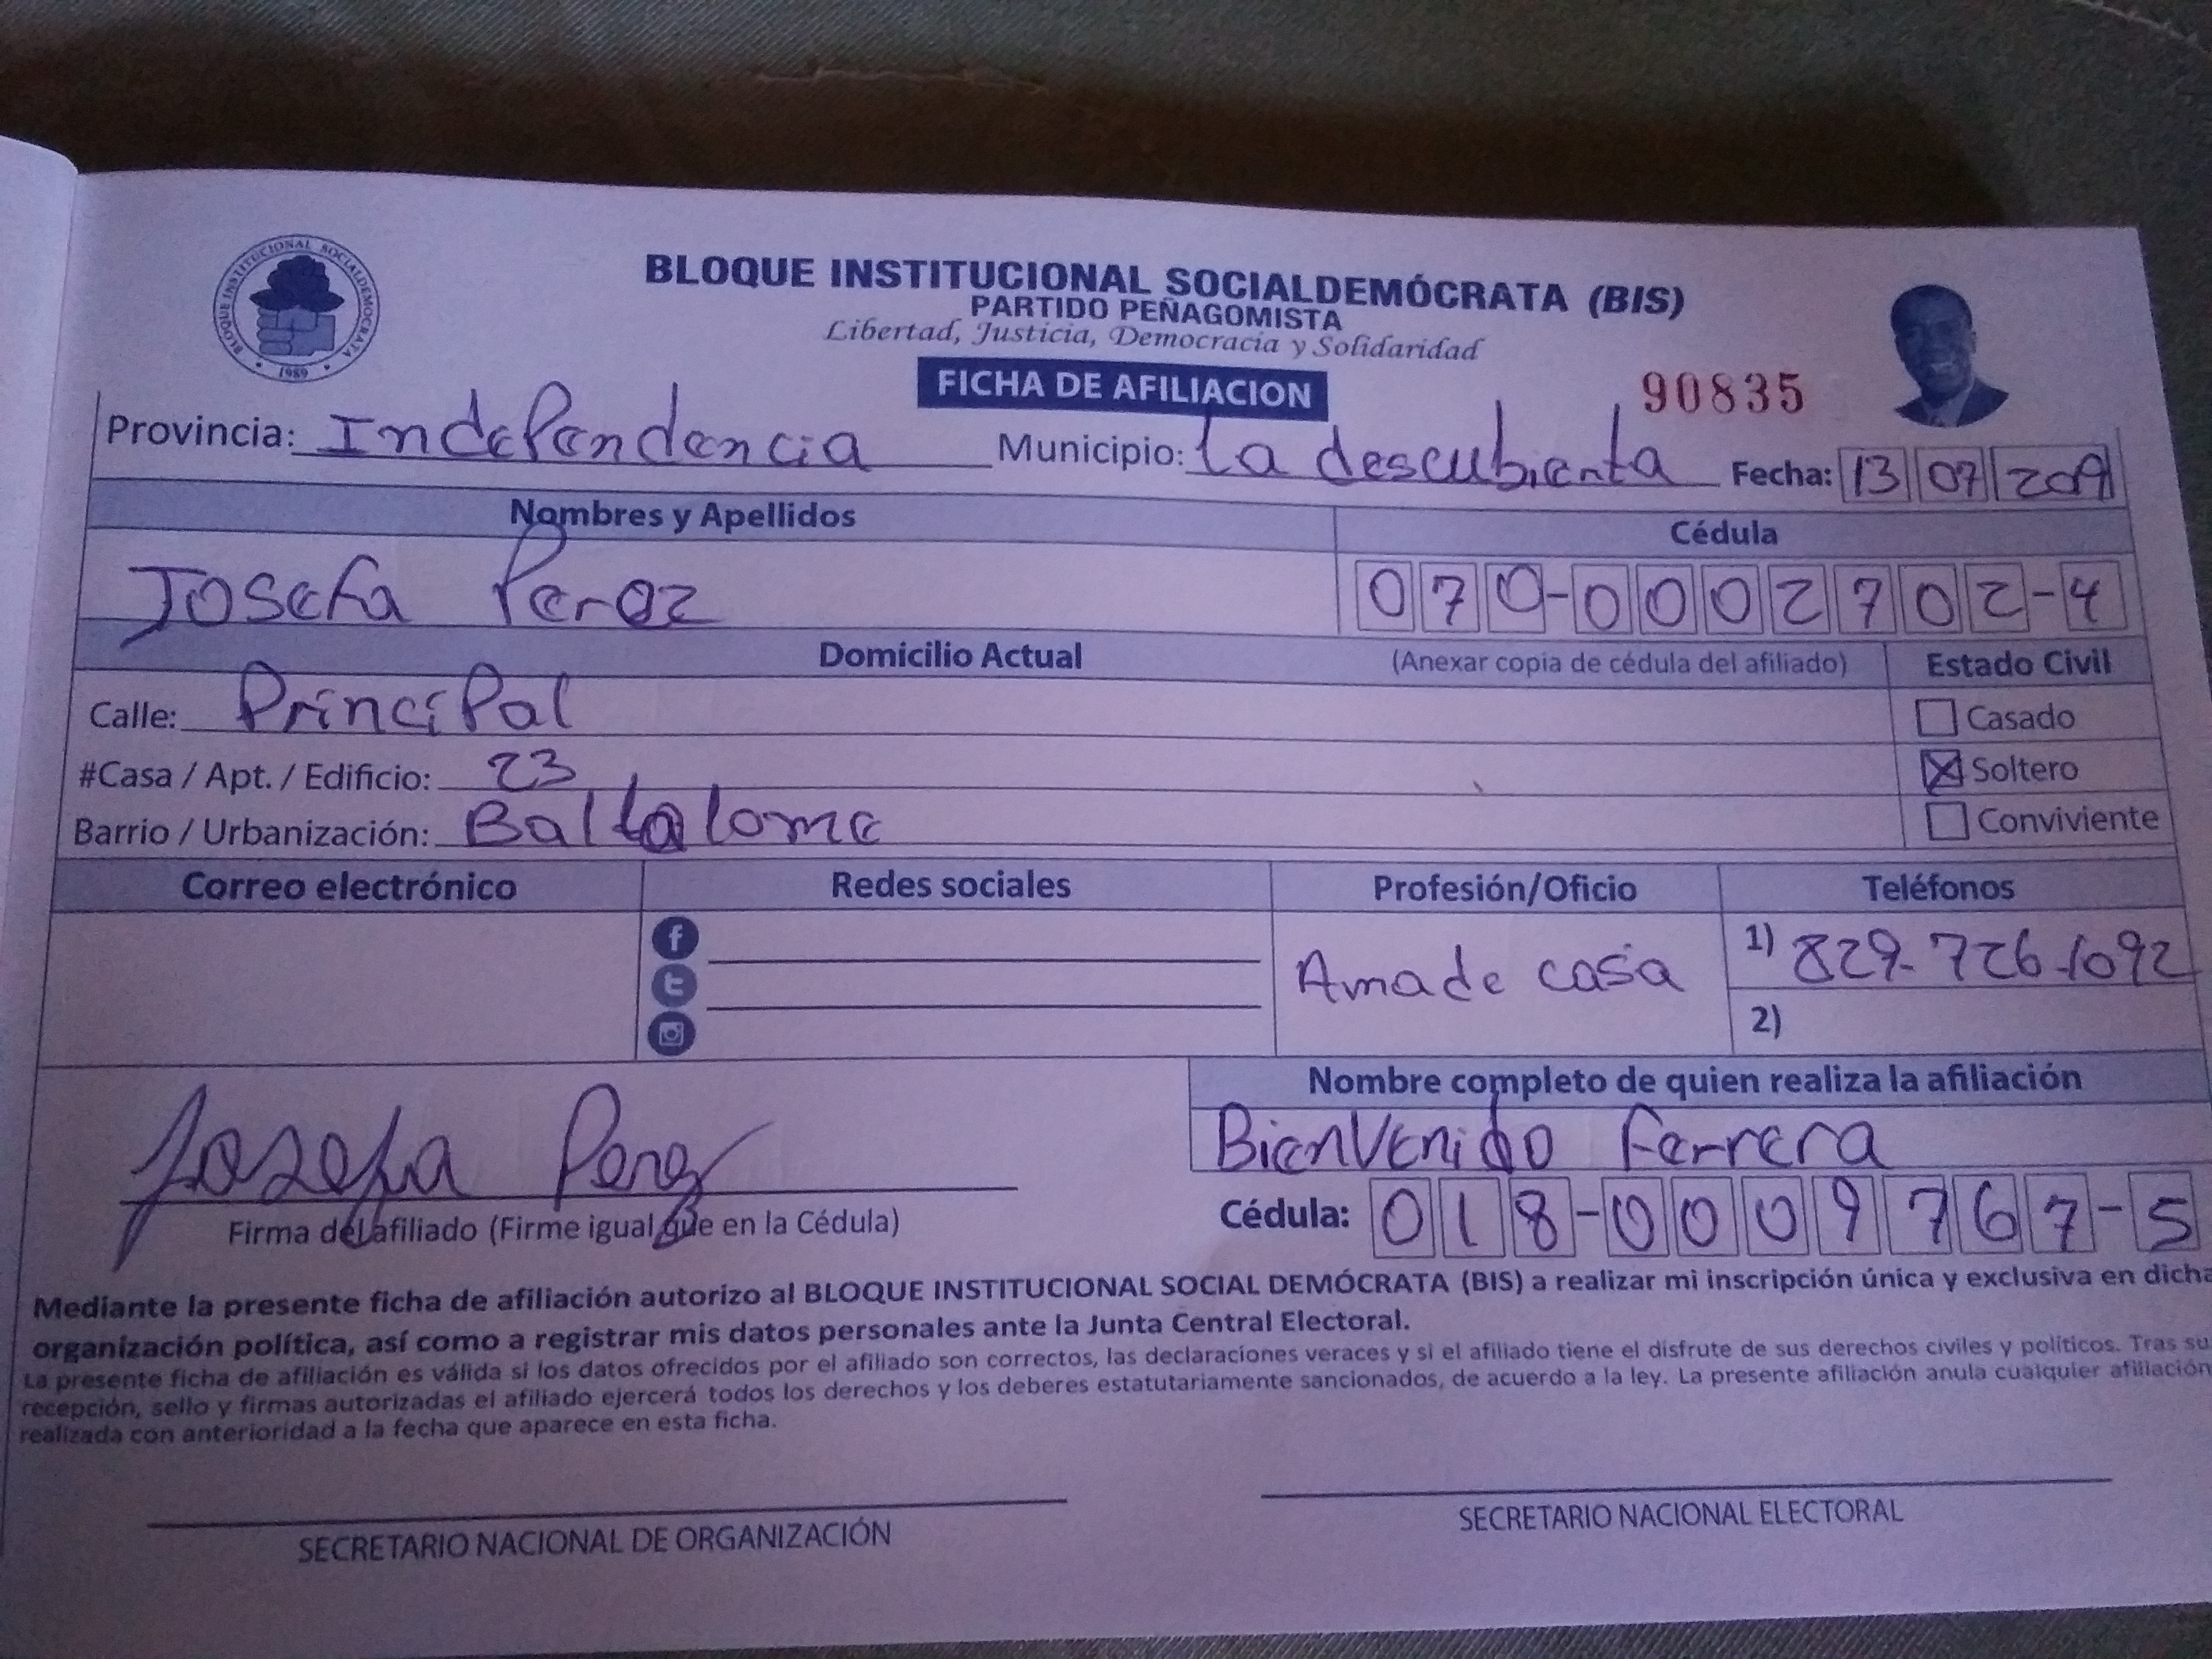 BLOQUE INSTITUCIONAL SOCIALDEMÓCRATA
1989
BLOQUE INSTITUCIONAL SOCIALDEMÓCRATA (BIS)
PARTIDO PEÑAGOMISTA
Libertad, Justicia, Democracia y Solidaridad
FICHA DE AFILIACION
90835
Provincia: Independencia Municipio: La descubierta Fecha: 13 07 2019
Nombres y Apellidos Cédula
Josefa Perez 070-0002702-4
Domicilio Actual (Anexar copia de cédula del afiliado) Estado Civil
Calle: Principal Casado
#Casa / Apt. / Edificio: 23 Soltero
Barrio / Urbanización: Conviviente
Correo electrónico Redes sociales Profesión/Oficio Teléfonos
Ama de casa 1) 829-726-1092
2)
Nombre completo de quien realiza la afiliación
Josefa Perez Bienvenido Ferrera
Firma del afiliado (Firme igual que en la Cédula) Cédula: 018-0009767-5
Mediante la presente ficha de afiliación autorizo al BLOQUE INSTITUCIONAL SOCIAL DEMÓCRATA (BIS) a realizar mi inscripción única y exclusiva en dicha
organización política, así como a registrar mis datos personales ante la Junta Central Electoral.
La presente ficha de afiliación es válida si los datos ofrecidos por el afiliado son correctos, las declaraciones veraces y si el afiliado tiene el disfrute de sus derechos civiles y políticos. Tras su
recepción, sello y firmas autorizadas el afiliado ejercerá todos los derechos y los deberes estatutariamente sancionados, de acuerdo a la ley. La presente afiliación anula cualquier afiliación
realizada con anterioridad a la fecha que aparece en esta ficha.
SECRETARIO NACIONAL DE ORGANIZACIÓN SECRETARIO NACIONAL ELECTORAL